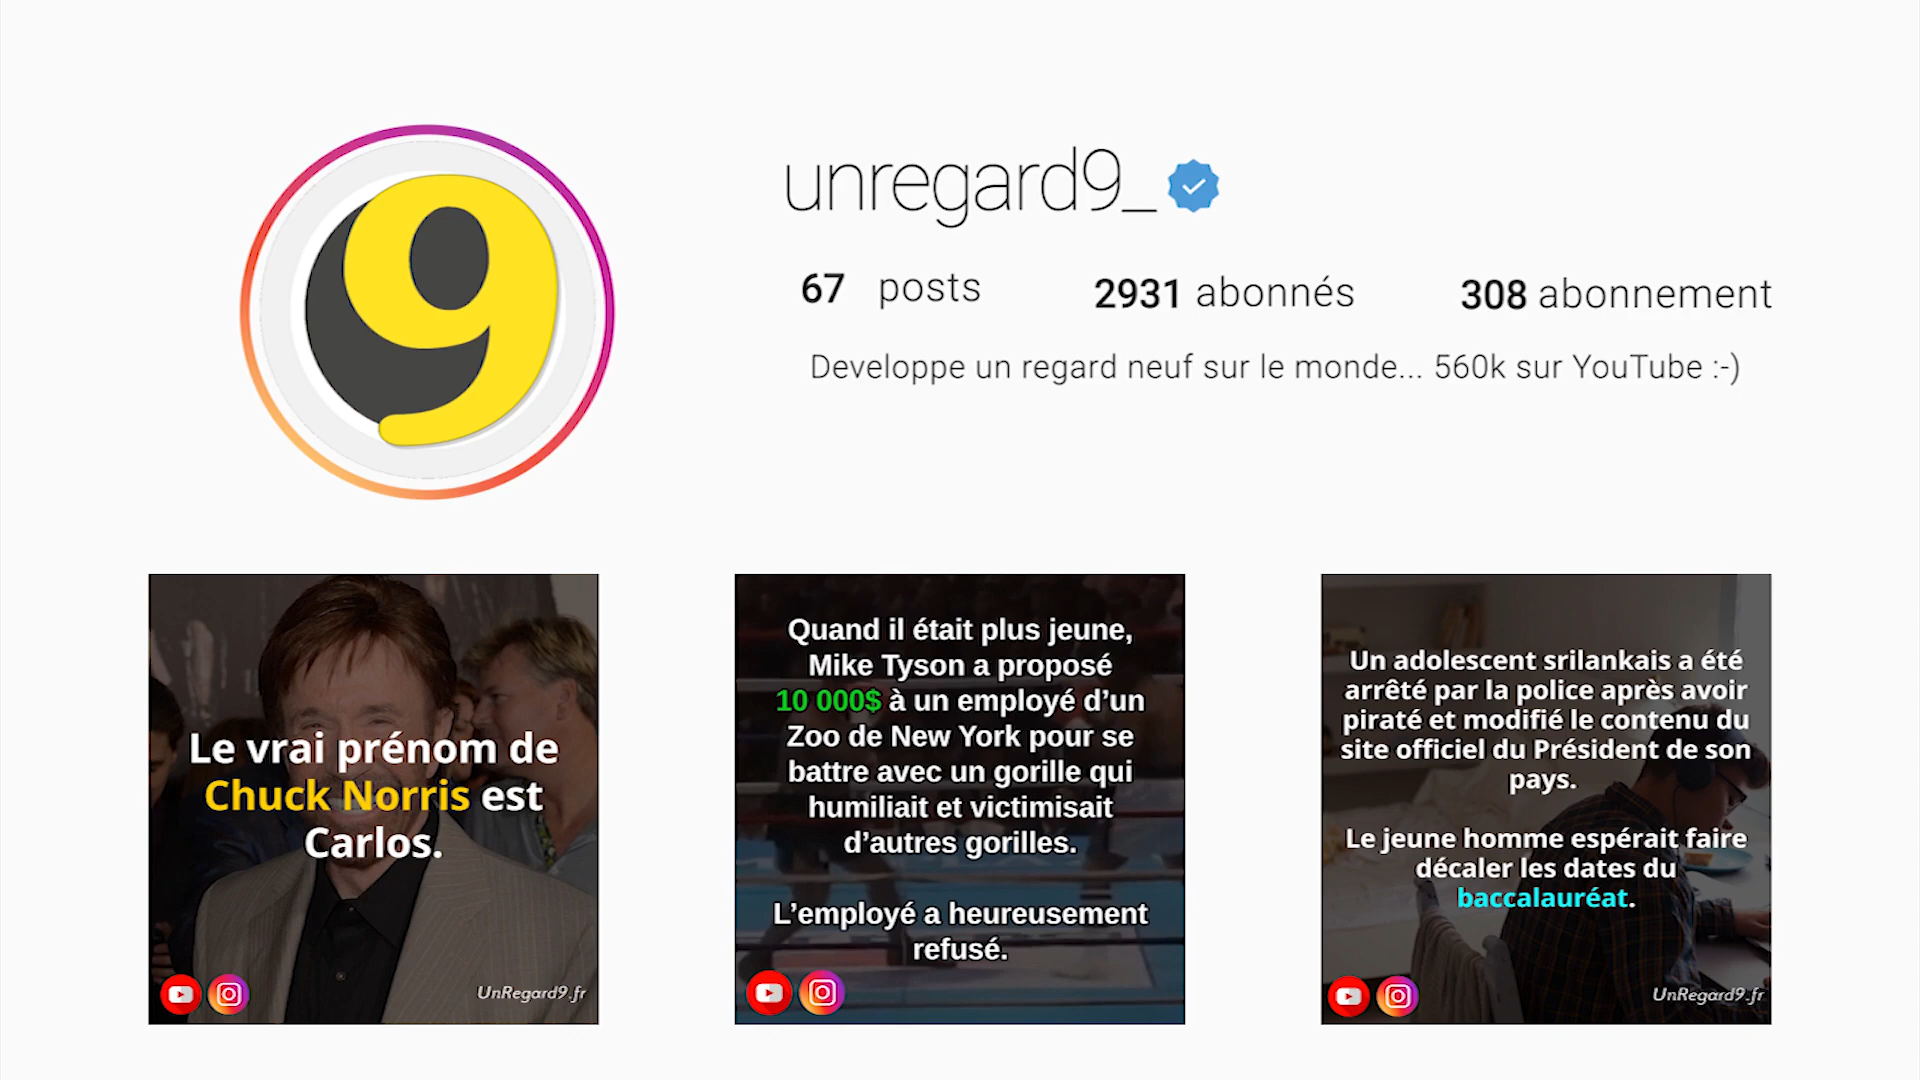 9
unregard9_
67 posts
2931 abonnés
308 abonnement
Developpe un regard neuf sur le monde... 560k sur YouTube :-)
Le vrai prénom de
Chuck Norris est
Carlos.
UnRegard9.fr
Quand il était plus jeune,
Mike Tyson a proposé
10 000$ à un employé d’un
Zoo de New York pour se
battre avec un gorille qui
humiliait et victimisait
d’autres gorilles.
L’employé a heureusement
refusé.
Un adolescent srilankais a été
arrêté par la police après avoir
piraté et modifié le contenu du
site officiel du Président de son
pays.
Le jeune homme espérait faire
décaler les dates du
baccalauréat.
UnRegard9.fr